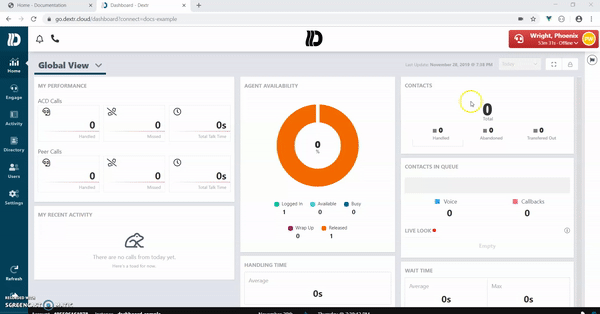 Home - Documentation
Dashboard - Dextr
go.dextr.cloud/dashboard?connect=docs example
Wright, Phoenix
53m 31s - Offline
Home
Engage
Activity
Directory
Users
Settings
Refresh
Global View
Last Update: November 28, 2019 @ 7:38 PM
MY PERFORMANCE
ACD Calls
0
Handled
0
Missed
0s
Total Talk Time
Peer Calls
0
Handled
0
Missed
0s
Total Talk Time
MY RECENT ACTIVITY
There are no calls from today yet.
Here's a toad for now.
AGENT AVAILABILITY
0
%
Logged In
1
Available
0
Busy
0
Wrap Up
0
Released
1
HANDLING TIME
Average
0s
CONTACTS
0
Total
0
Handled
0
Abandoned
0
Transferred Out
CONTACTS IN QUEUE
Voice
0
Callbacks
0
LIVE LOOK
Empty
WAIT TIME
Average
0s
Max
0s
RECORDED WITH
SCREENCAST MATIC